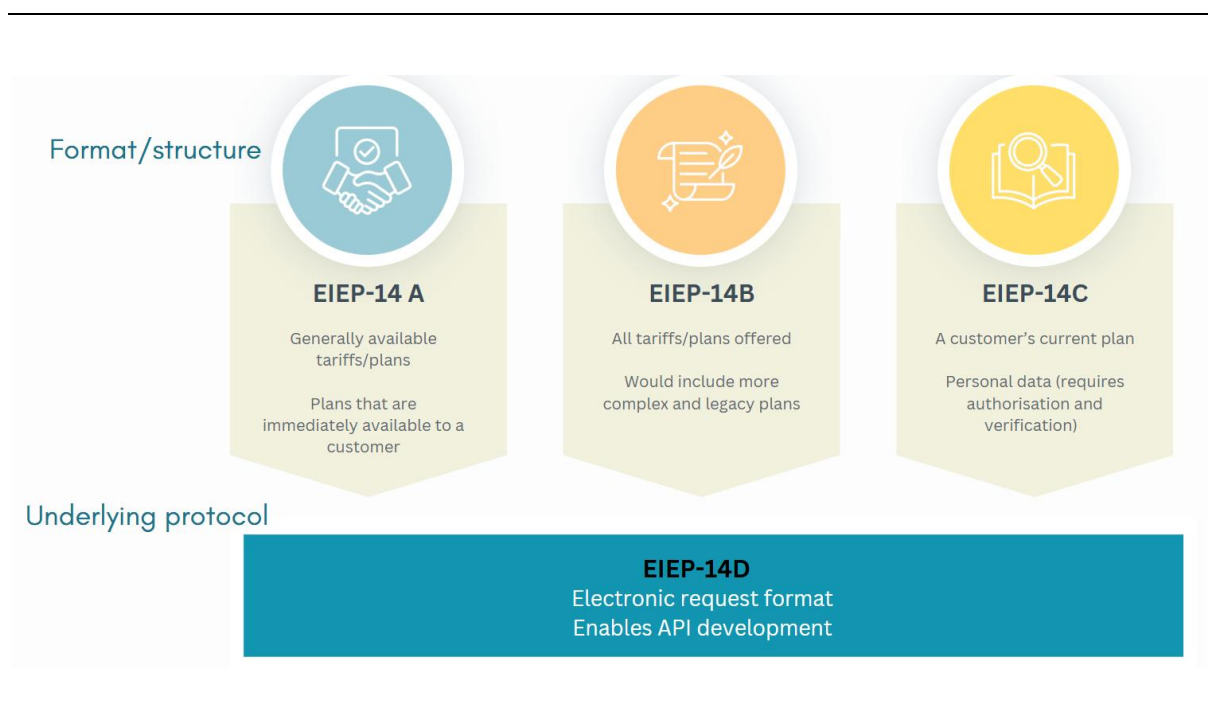 Format/structure
EIEP-14 A
Generally available
tariffs/plans
Plans that are
immediately available to a
customer
EIEP-14B
All tariffs/plans offered
Would include more
complex and legacy plans
EIEP-14C
A customer’s current plan
Personal data (requires
authorisation and
verification)
Underlying protocol
EIEP-14D
Electronic request format
Enables API development